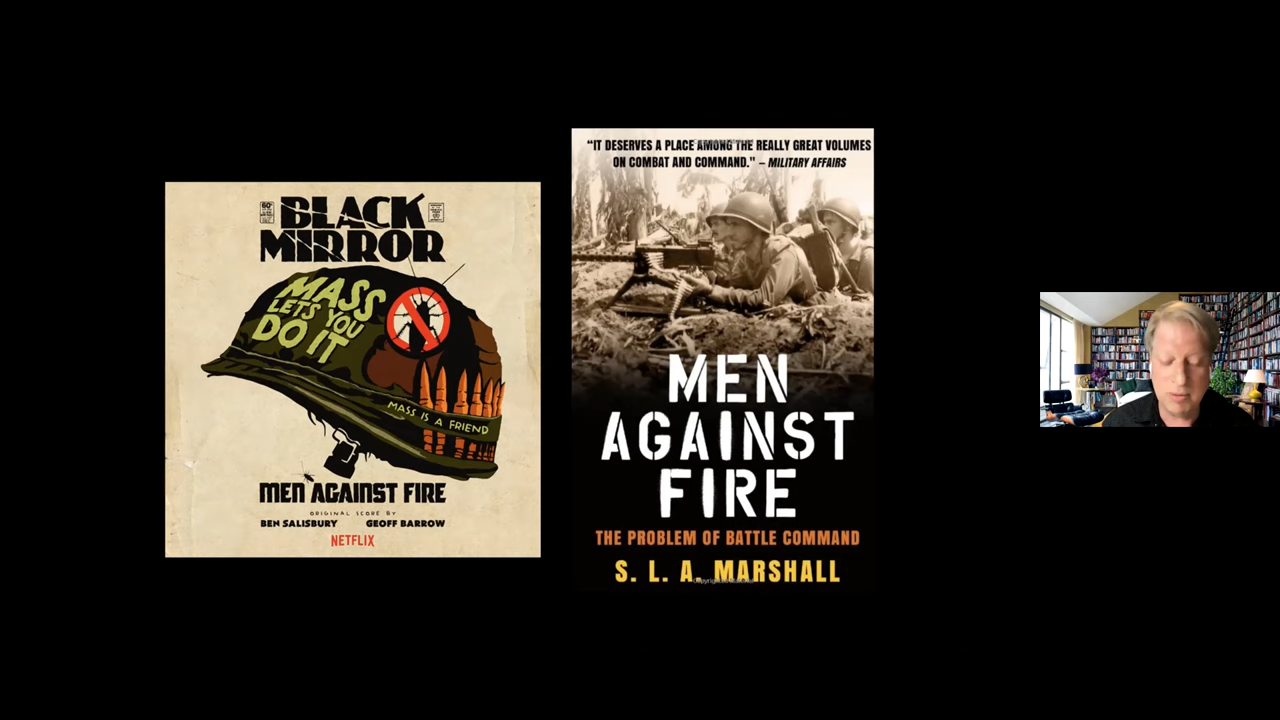 60¢
BLACK
MIRROR
MASS
LETS YOU
DO IT
MASS IS A FRIEND
MEN AGAINST FIRE
ORIGINAL SCORE BY
BEN SALISBURY GEOFF BARROW
NETFLIX
"IT DESERVES A PLACE AMONG THE REALLY GREAT VOLUMES
ON COMBAT AND COMMAND." – MILITARY AFFAIRS
MEN
AGAINST
FIRE
THE PROBLEM OF BATTLE COMMAND
S. L. A. MARSHALL